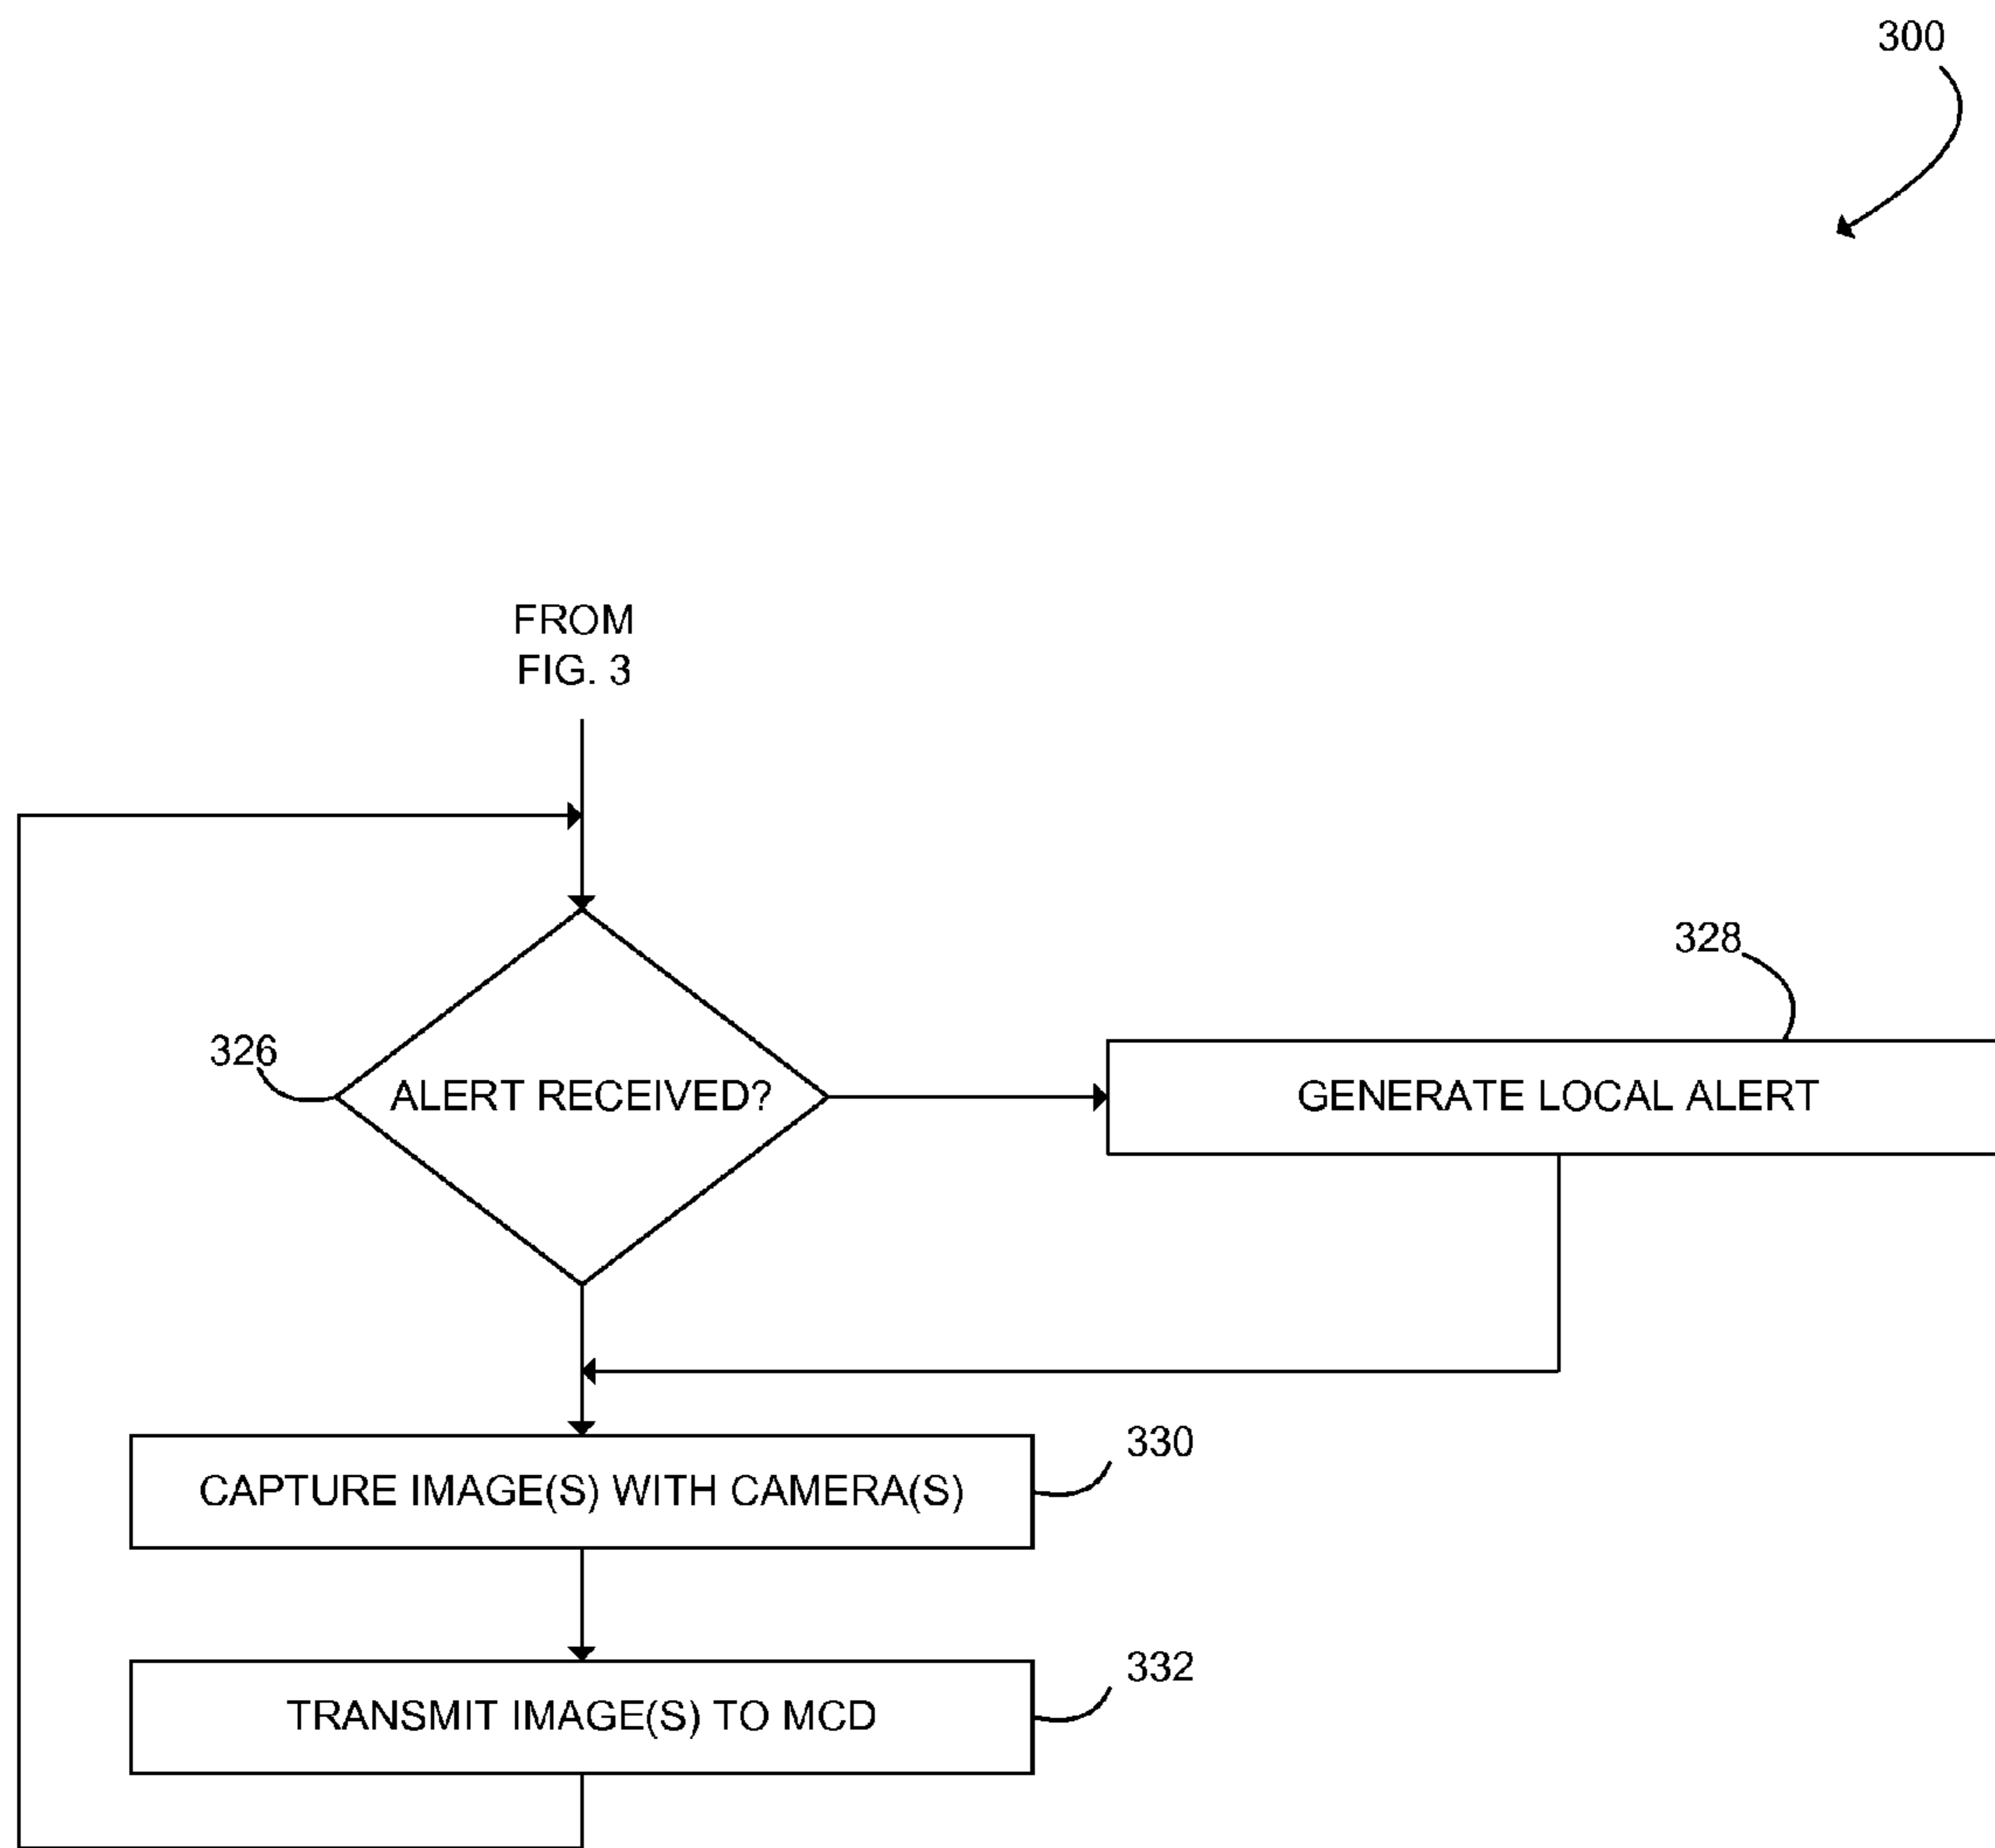 300
FROM
FIG. 3
328
326
ALERT RECEIVED?
GENERATE LOCAL ALERT
330
CAPTURE IMAGE(S) WITH CAMERA(S)
332
TRANSMIT IMAGE(S) TO MCD